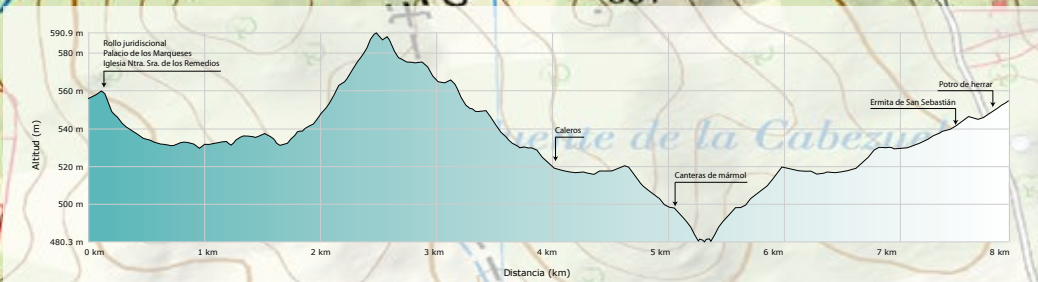 590.9 m
580 m
560 m
540 m
520 m
500 m
480.3 m
Altitud (m)
Rollo juridiscional
Palacio de los Marqueses
Iglesia Ntra. Sra. de los Remedios
Caleros
Canteras de mármol
Ermita de San Sebastián
Potro de herrar
de la Cabezuel
0 km
1 km
2 km
3 km
4 km
5 km
6 km
7 km
8 km
Distancia (km)